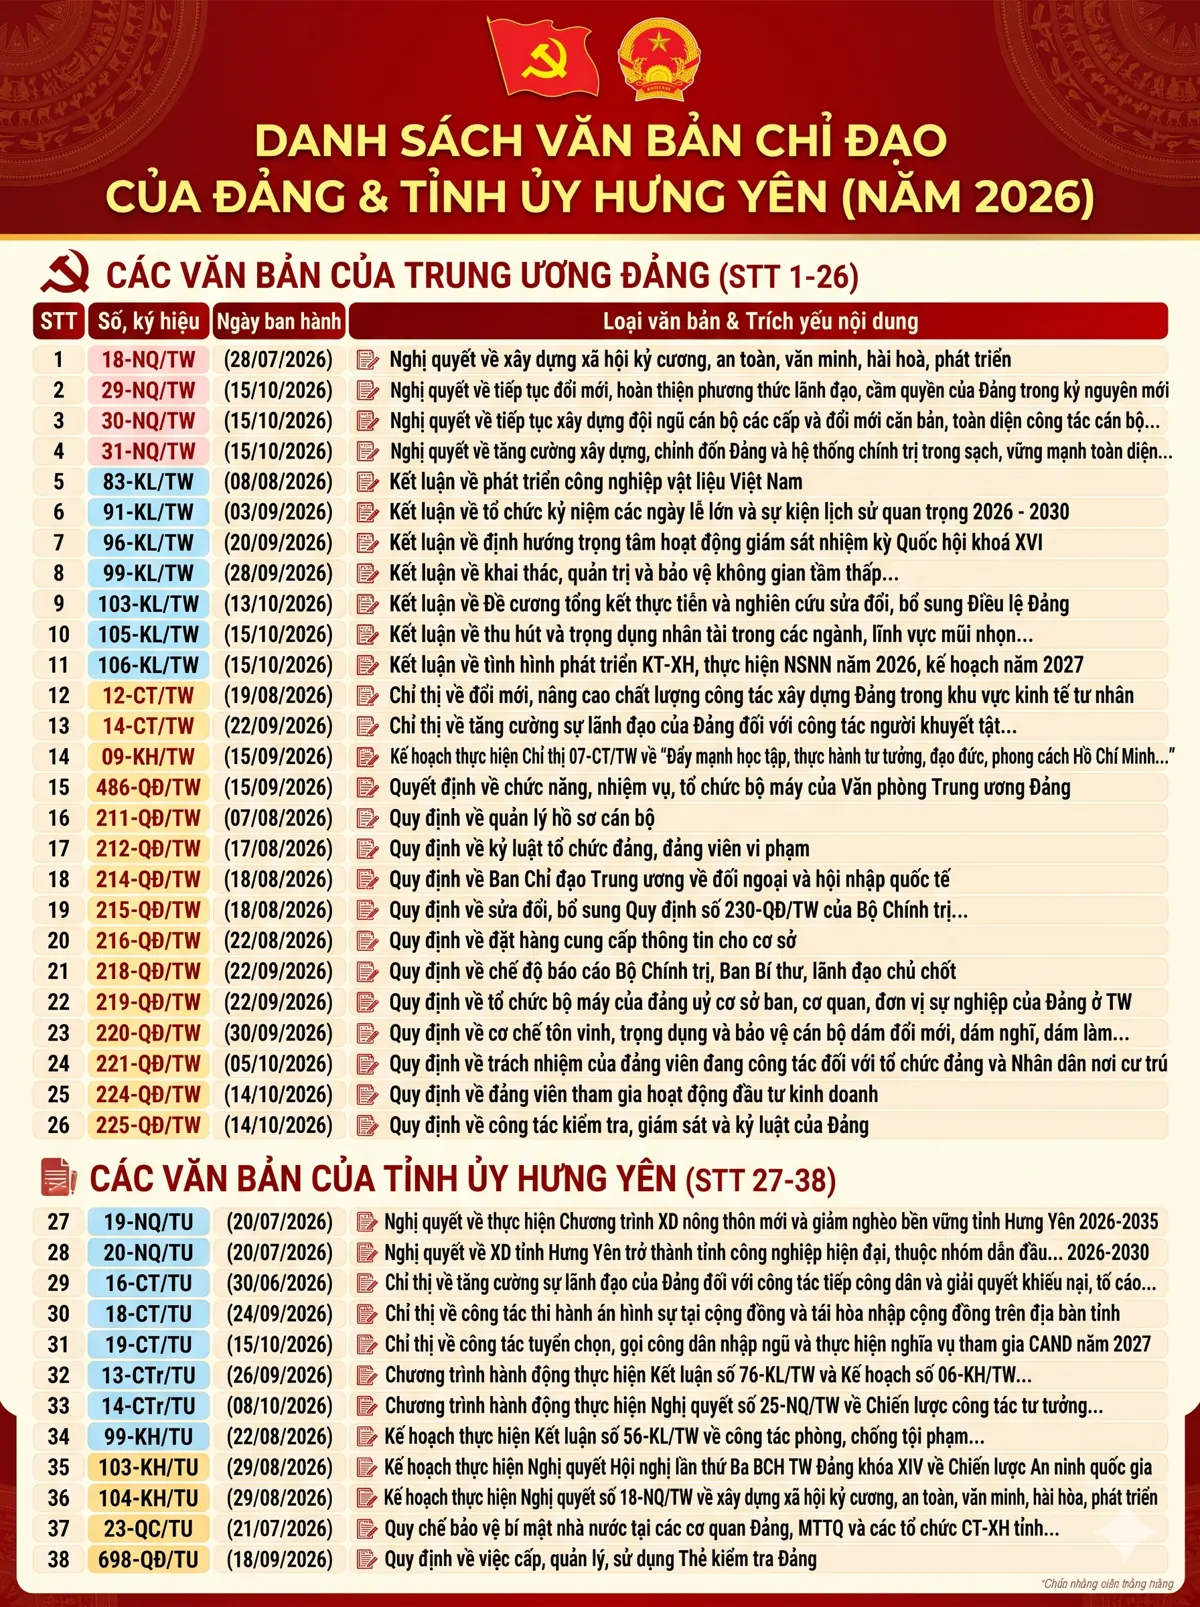 DANH SÁCH VĂN BẢN CHỈ ĐẠO
CỦA ĐẢNG & TỈNH ỦY HƯNG YÊN (NĂM 2026)
CÁC VĂN BẢN CỦA TRUNG ƯƠNG ĐẢNG (STT 1-26)
STT Số, ký hiệu Ngày ban hành Loại văn bản & Trích yếu nội dung
1 18-NQ/TW (28/07/2026) Nghị quyết về xây dựng xã hội kỷ cương, an toàn, văn minh, hài hoà, phát triển
2 29-NQ/TW (15/10/2026) Nghị quyết về tiếp tục đổi mới, hoàn thiện phương thức lãnh đạo, cầm quyền của Đảng trong kỷ nguyên mới
3 30-NQ/TW (15/10/2026) Nghị quyết về tiếp tục xây dựng đội ngũ cán bộ các cấp và đổi mới căn bản, toàn diện công tác cán bộ...
4 31-NQ/TW (15/10/2026) Nghị quyết về tăng cường xây dựng, chỉnh đốn Đảng và hệ thống chính trị trong sạch, vững mạnh toàn diện...
5 83-KL/TW (08/08/2026) Kết luận về phát triển công nghiệp vật liệu Việt Nam
6 91-KL/TW (03/09/2026) Kết luận về tổ chức kỷ niệm các ngày lễ lớn và sự kiện lịch sử quan trọng 2026 - 2030
7 96-KL/TW (20/09/2026) Kết luận về định hướng trọng tâm hoạt động giám sát nhiệm kỳ Quốc hội khoá XVI
8 99-KL/TW (28/09/2026) Kết luận về khai thác, quản trị và bảo vệ không gian tầm thấp...
9 103-KL/TW (13/10/2026) Kết luận về Đề cương tổng kết thực tiễn và nghiên cứu sửa đổi, bổ sung Điều lệ Đảng
10 105-KL/TW (15/10/2026) Kết luận về thu hút và trọng dụng nhân tài trong các ngành, lĩnh vực mũi nhọn...
11 106-KL/TW (15/10/2026) Kết luận về tình hình phát triển KT-XH, thực hiện NSNN năm 2026, kế hoạch năm 2027
12 12-CT/TW (19/08/2026) Chỉ thị về đổi mới, nâng cao chất lượng công tác xây dựng Đảng trong khu vực kinh tế tư nhân
13 14-CT/TW (22/09/2026) Chỉ thị về tăng cường sự lãnh đạo của Đảng đối với công tác người khuyết tật...
14 09-KH/TW (15/09/2026) Kế hoạch thực hiện Chỉ thị 07-CT/TW về “Đẩy mạnh học tập, thực hành tư tưởng, đạo đức, phong cách Hồ Chí Minh...”
15 486-QĐ/TW (15/09/2026) Quyết định về chức năng, nhiệm vụ, tổ chức bộ máy của Văn phòng Trung ương Đảng
16 211-QĐ/TW (07/08/2026) Quy định về quản lý hồ sơ cán bộ
17 212-QĐ/TW (17/08/2026) Quy định về kỷ luật tổ chức đảng, đảng viên vi phạm
18 214-QĐ/TW (18/08/2026) Quy định về Ban Chỉ đạo Trung ương về đối ngoại và hội nhập quốc tế
19 215-QĐ/TW (18/08/2026) Quy định về sửa đổi, bổ sung Quy định số 230-QĐ/TW của Bộ Chính trị...
20 216-QĐ/TW (22/08/2026) Quy định về đặt hàng cung cấp thông tin cho cơ sở
21 218-QĐ/TW (22/09/2026) Quy định về chế độ báo cáo Bộ Chính trị, Ban Bí thư, lãnh đạo chủ chốt
22 219-QĐ/TW (22/09/2026) Quy định về tổ chức bộ máy của đảng uỷ cơ sở ban, cơ quan, đơn vị sự nghiệp của Đảng ở TW
23 220-QĐ/TW (30/09/2026) Quy định về cơ chế tôn vinh, trọng dụng và bảo vệ cán bộ dám đổi mới, dám nghĩ, dám làm...
24 221-QĐ/TW (05/10/2026) Quy định về trách nhiệm của đảng viên đang công tác đối với tổ chức đảng và Nhân dân nơi cư trú
25 224-QĐ/TW (14/10/2026) Quy định về đảng viên tham gia hoạt động đầu tư kinh doanh
26 225-QĐ/TW (14/10/2026) Quy định về công tác kiểm tra, giám sát và kỷ luật của Đảng
CÁC VĂN BẢN CỦA TỈNH ỦY HƯNG YÊN (STT 27-38)
27 19-NQ/TU (20/07/2026) Nghị quyết về thực hiện Chương trình XD nông thôn mới và giảm nghèo bền vững tỉnh Hưng Yên 2026-2035
28 20-NQ/TU (20/07/2026) Nghị quyết về XD tỉnh Hưng Yên trở thành tỉnh công nghiệp hiện đại, thuộc nhóm dẫn đầu... 2026-2030
29 16-CT/TU (30/06/2026) Chỉ thị về tăng cường sự lãnh đạo của Đảng đối với công tác tiếp công dân và giải quyết khiếu nại, tố cáo...
30 18-CT/TU (24/09/2026) Chỉ thị về công tác thi hành án hình sự tại cộng đồng và tái hòa nhập cộng đồng trên địa bàn tỉnh
31 19-CT/TU (15/10/2026) Chỉ thị về công tác tuyển chọn, gọi công dân nhập ngũ và thực hiện nghĩa vụ tham gia CAND năm 2027
32 13-CTr/TU (26/09/2026) Chương trình hành động thực hiện Kết luận số 76-KL/TW và Kế hoạch số 06-KH/TW...
33 14-CTr/TU (08/10/2026) Chương trình hành động thực hiện Nghị quyết số 25-NQ/TW về Chiến lược công tác tư tưởng...
34 99-KH/TU (22/08/2026) Kế hoạch thực hiện Kết luận số 56-KL/TW về công tác phòng, chống tội phạm...
35 103-KH/TU (29/08/2026) Kế hoạch thực hiện Nghị quyết Hội nghị lần thứ Ba BCH TW Đảng khóa XIV về Chiến lược An ninh quốc gia
36 104-KH/TU (29/08/2026) Kế hoạch thực hiện Nghị quyết số 18-NQ/TW về xây dựng xã hội kỷ cương, an toàn, văn minh, hài hòa, phát triển
37 23-QC/TU (21/07/2026) Quy chế bảo vệ bí mật nhà nước tại các cơ quan Đảng, MTTQ và các tổ chức CT-XH tỉnh...
38 698-QĐ/TU (18/09/2026) Quy định về việc cấp, quản lý, sử dụng Thẻ kiểm tra Đảng